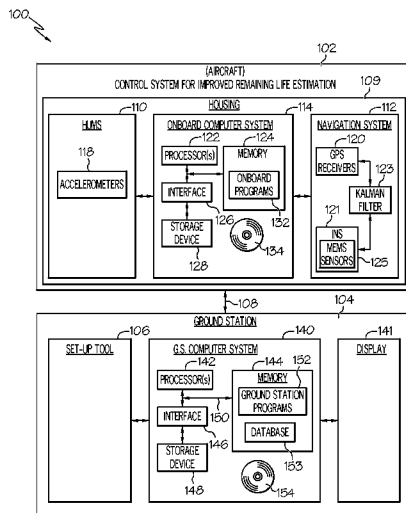 100
102
(AIRCRAFT)
CONTROL SYSTEM FOR IMPROVED REMAINING LIFE ESTIMATION
109
HOUSING
110
HUMS
118
ACCELEROMETERS
114
ONBOARD COMPUTER SYSTEM
122
PROCESSOR(s)
124
MEMORY
ONBOARD PROGRAMS
132
INTERFACE
126
STORAGE DEVICE
128
134
112
NAVIGATION SYSTEM
120
GPS RECEIVERS
123
KALMAN FILTER
121
INS
MEMS SENSORS
125
108
104
GROUND STATION
106
SET-UP TOOL
140
G.S. COMPUTER SYSTEM
142
PROCESSOR(s)
144
MEMORY
152
GROUND STATION PROGRAMS
150
INTERFACE
146
DATABASE
153
STORAGE DEVICE
148
154
141
DISPLAY